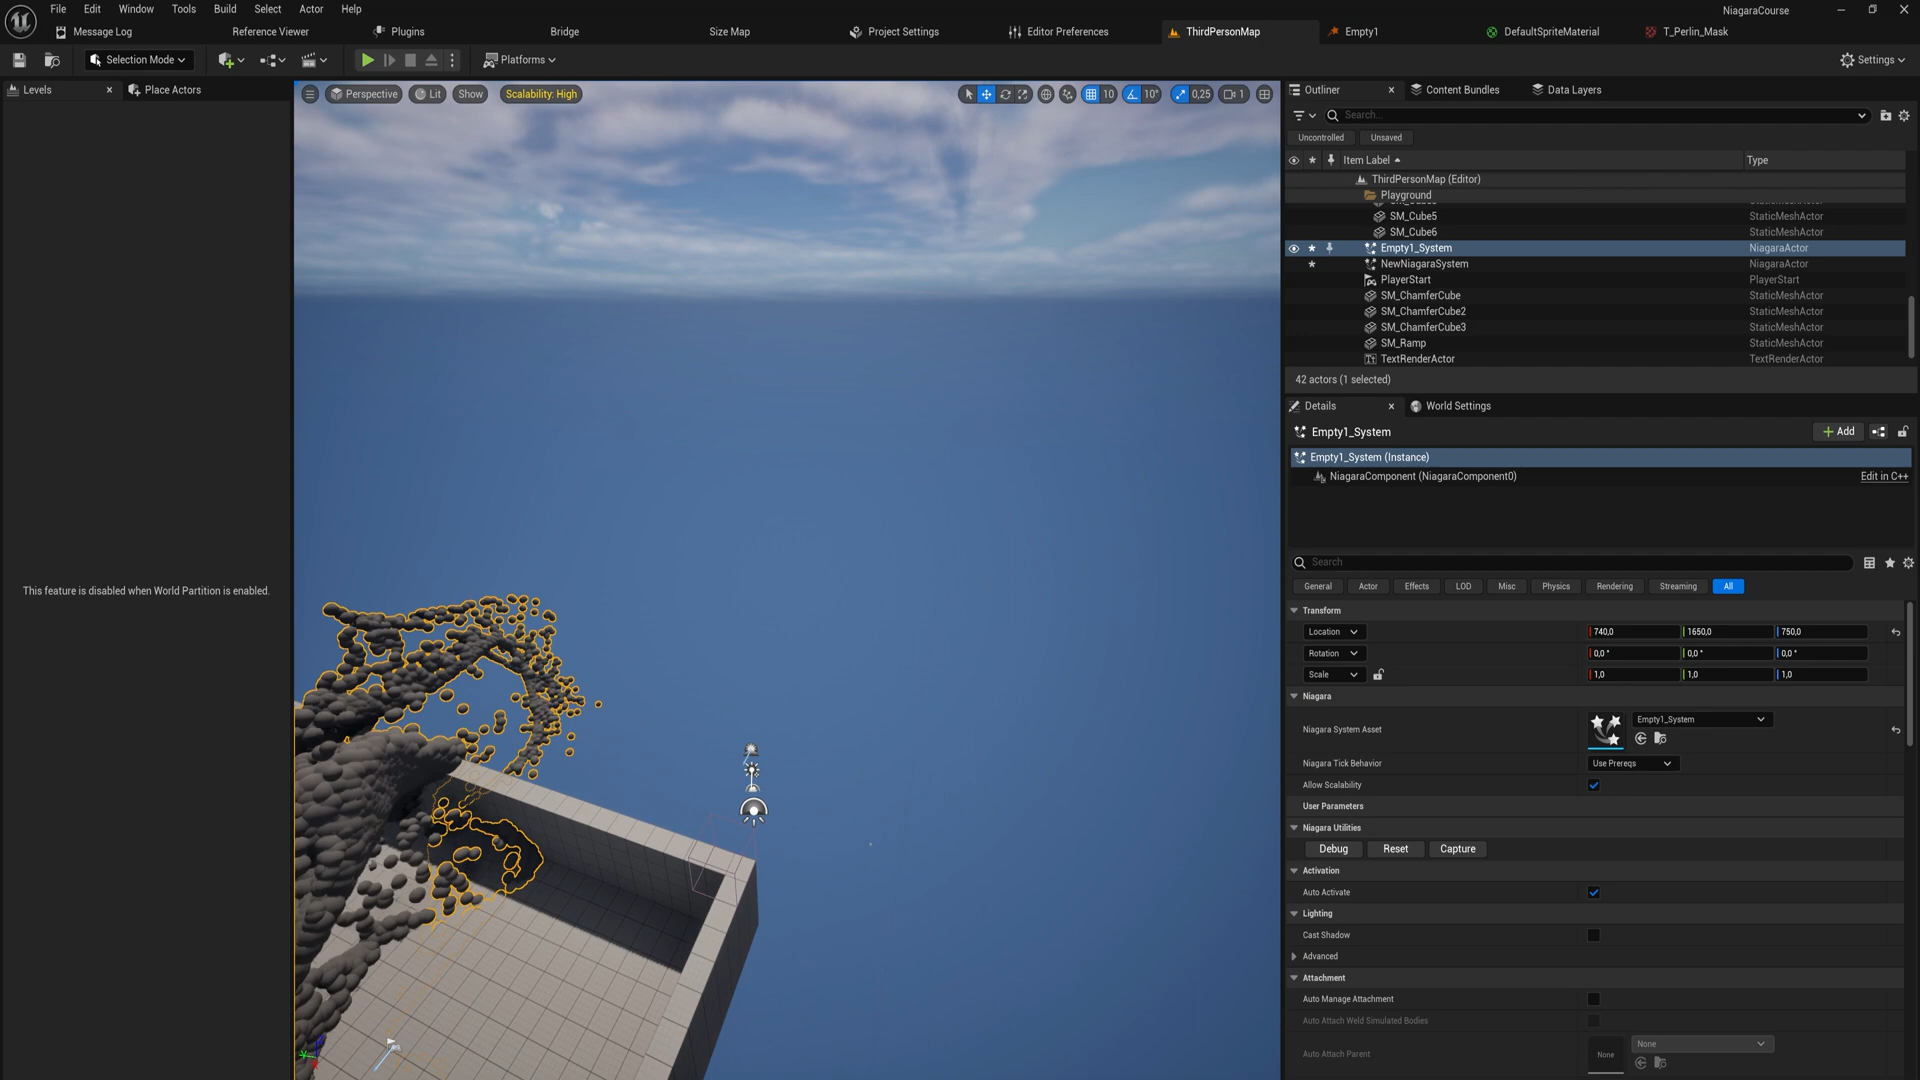 File Edit Window Tools Build Select Actor Help
NiagaraCourse
Message Log
Reference Viewer
Plugins
Bridge
Size Map
Project Settings
Editor Preferences
ThirdPersonMap
Empty1
DefaultSpriteMaterial
T_Perlin_Mask
Selection Mode
Platforms
Settings
Levels
Place Actors
This feature is disabled when World Partition is enabled.
Perspective
Lit
Show
Scalability: High
10
10°
0,25
1
Outliner
Content Bundles
Data Layers
Search...
Uncontrolled
Unsaved
Item Label
Type
ThirdPersonMap (Editor)
Playground
SM_Cube5 StaticMeshActor
SM_Cube6 StaticMeshActor
Empty1_System NiagaraActor
NewNiagaraSystem NiagaraActor
PlayerStart PlayerStart
SM_ChamferCube StaticMeshActor
SM_ChamferCube2 StaticMeshActor
SM_ChamferCube3 StaticMeshActor
SM_Ramp StaticMeshActor
TextRenderActor TextRenderActor
42 actors (1 selected)
Details
World Settings
Empty1_System
Add
Empty1_System (Instance)
NiagaraComponent (NiagaraComponent0)
Edit in C++
Search
General Actor Effects LOD Misc Physics Rendering Streaming All
Transform
Location 740,0 1650,0 750,0
Rotation 0,0 ° 0,0 ° 0,0 °
Scale 1,0 1,0 1,0
Niagara
Niagara System Asset
Empty1_System
Niagara Tick Behavior Use Prereqs
Allow Scalability
User Parameters
Niagara Utilities
Debug Reset Capture
Activation
Auto Activate
Lighting
Cast Shadow
Advanced
Attachment
Auto Manage Attachment
Auto Attach Weld Simulated Bodies
Auto Attach Parent
None
None